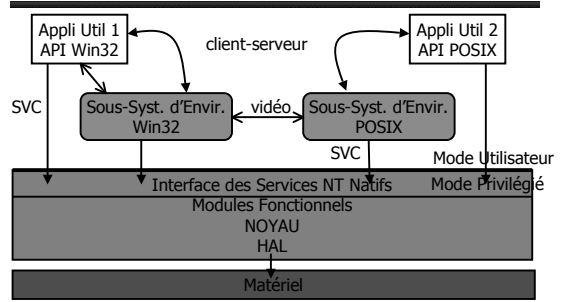 Appli Util 1
API Win32
client-serveur
Appli Util 2
API POSIX
SVC
Sous-Syst. d'Envir.
Win32
vidéo
Sous-Syst. d'Envir.
POSIX
SVC
Mode Utilisateur
Interface des Services NT Natifs
Mode Privilégié
Modules Fonctionnels
NOYAU
HAL
Matériel